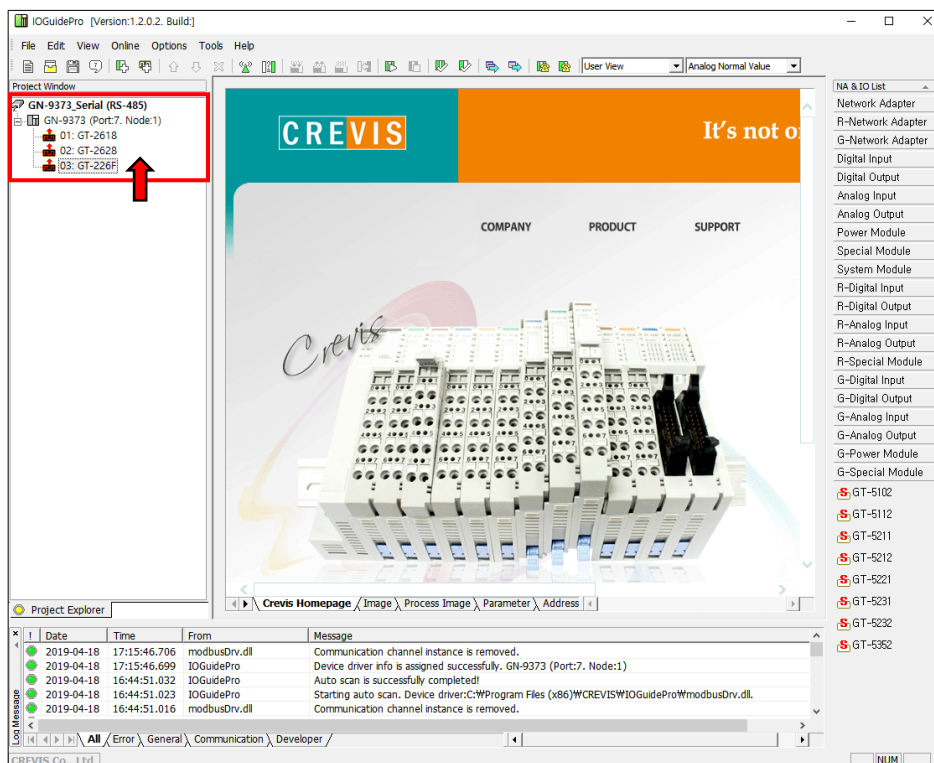 IOGuidePro [Version:1.2.0.2. Build:]
File Edit View Online Options Tools Help
User View Analog Normal Value
Project Window
GN-9373_Serial (RS-485)
GN-9373 (Port:7. Node:1)
01: GT-2618
02: GT-2628
03: GT-226F
Project Explorer
CREVIS
It's not o
COMPANY PRODUCT SUPPORT
Crevis
Crevis Homepage Image Process Image Parameter Address
NA & IO List
Network Adapter
R-Network Adapter
G-Network Adapter
Digital Input
Digital Output
Analog Input
Analog Output
Power Module
Special Module
System Module
R-Digital Input
R-Digital Output
R-Analog Input
R-Analog Output
R-Special Module
G-Digital Input
G-Digital Output
G-Analog Input
G-Analog Output
G-Power Module
G-Special Module
GT-5102
GT-5112
GT-5211
GT-5212
GT-5221
GT-5231
GT-5232
GT-5352
! Date Time From Message
2019-04-18 17:15:46.706 modbusDrv.dll Communication channel instance is removed.
2019-04-18 17:15:46.699 IOGuidePro Device driver info is assigned successfully. GN-9373 (Port:7. Node:1)
2019-04-18 16:44:51.032 IOGuidePro Auto scan is successfully completed!
2019-04-18 16:44:51.023 IOGuidePro Starting auto scan. Device driver:C:₩Program Files (x86)₩CREVIS₩IOGuidePro₩modbusDrv.dll.
2019-04-18 16:44:51.016 modbusDrv.dll Communication channel instance is removed.
Log Message
All Error General Communication Developer
CREVIS Co., Ltd
NUM